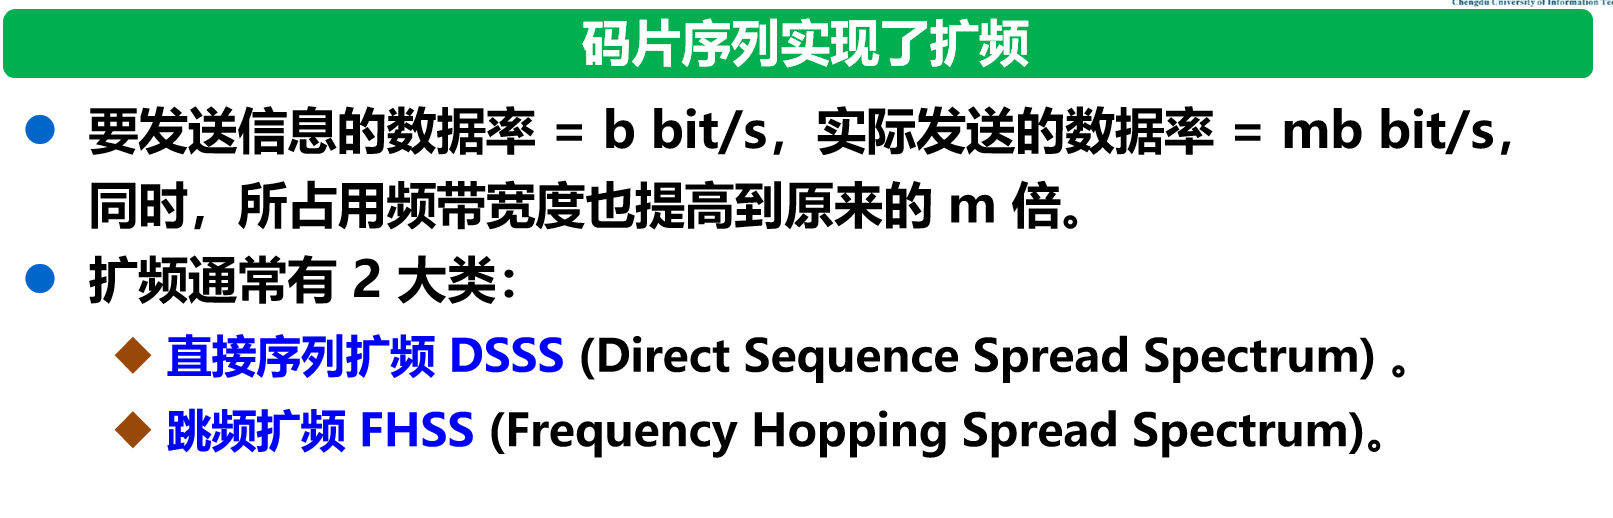 Chengdu University of Information Tec
码片序列实现了扩频
要发送信息的数据率 = b bit/s，实际发送的数据率 = mb bit/s，
同时，所占用频带宽度也提高到原来的 m 倍。
扩频通常有 2 大类：
直接序列扩频 DSSS (Direct Sequence Spread Spectrum) 。
跳频扩频 FHSS (Frequency Hopping Spread Spectrum)。